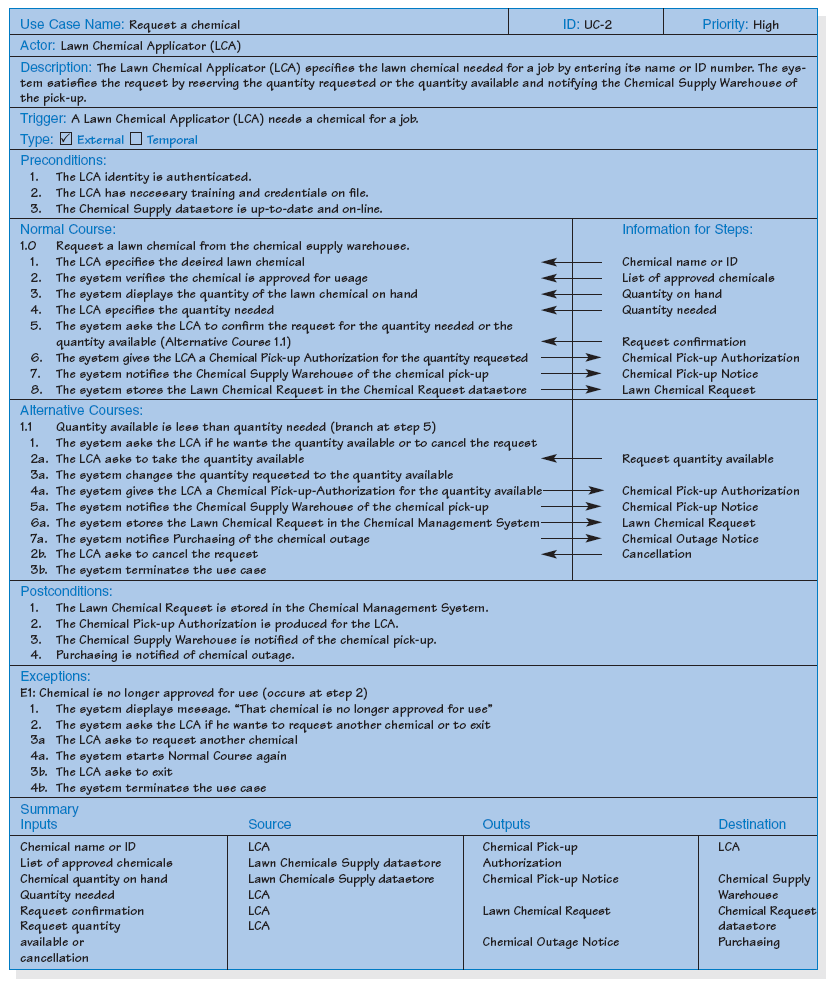 Use Case Name: Request a chemical ID: UC-2 Priority: High
Actor: Lawn Chemical Applicator (LCA)
Description: The Lawn Chemical Applicator (LCA) specifies the lawn chemical needed for a job by entering its name or ID number. The sys-
tem satisfies the request by reserving the quantity requested or the quantity available and notifying the Chemical Supply Warehouse of
the pick-up.
Trigger: A Lawn Chemical Applicator (LCA) needs a chemical for a job.
Type: External Temporal
Preconditions:
1. The LCA identity is authenticated.
2. The LCA has necessary training and credentials on file.
3. The Chemical Supply datastore is up-to-date and on-line.
Normal Course: Information for Steps:
1.0 Request a lawn chemical from the chemical supply warehouse.
1. The LCA specifies the desired lawn chemical Chemical name or ID
2. The system verifies the chemical is approved for usage List of approved chemicals
3. The system displays the quantity of the lawn chemical on hand Quantity on hand
4. The LCA specifies the quantity needed Quantity needed
5. The system asks the LCA to confirm the request for the quantity needed or the
quantity available (Alternative Course 1.1) Request confirmation
6. The system gives the LCA a Chemical Pick-up Authorization for the quantity requested Chemical Pick-up Authorization
7. The system notifies the Chemical Supply Warehouse of the chemical pick-up Chemical Pick-up Notice
8. The system stores the Lawn Chemical Request in the Chemical Request datastore Lawn Chemical Request
Alternative Courses:
1.1 Quantity available is less than quantity needed (branch at step 5)
1. The system asks the LCA if he wants the quantity available or to cancel the request
2a. The LCA asks to take the quantity available Request quantity available
3a. The system changes the quantity requested to the quantity available
4a. The system gives the LCA a Chemical Pick-up-Authorization for the quantity available Chemical Pick-up Authorization
5a. The system notifies the Chemical Supply Warehouse of the chemical pick-up Chemical Pick-up Notice
6a. The system stores the Lawn Chemical Request in the Chemical Management System Lawn Chemical Request
7a. The system notifies Purchasing of the chemical outage Chemical Outage Notice
2b. The LCA asks to cancel the request Cancellation
3b. The system terminates the use case
Postconditions:
1. The Lawn Chemical Request is stored in the Chemical Management System.
2. The Chemical Pick-up Authorization is produced for the LCA.
3. The Chemical Supply Warehouse is notified of the chemical pick-up.
4. Purchasing is notified of chemical outage.
Exceptions:
E1: Chemical is no longer approved for use (occurs at step 2)
1. The system displays message. “That chemical is no longer approved for use”
2. The system asks the LCA if he wants to request another chemical or to exit
3a The LCA asks to request another chemical
4a. The system starts Normal Course again
3b. The LCA asks to exit
4b. The system terminates the use case
Summary
Inputs Source Outputs Destination
Chemical name or ID LCA Chemical Pick-up LCA
List of approved chemicals Lawn Chemicals Supply datastore Authorization
Chemical quantity on hand Lawn Chemicals Supply datastore Chemical Pick-up Notice Chemical Supply
Quantity needed LCA Warehouse
Request confirmation LCA Lawn Chemical Request Chemical Request
Request quantity LCA datastore
available or Chemical Outage Notice Purchasing
cancellation